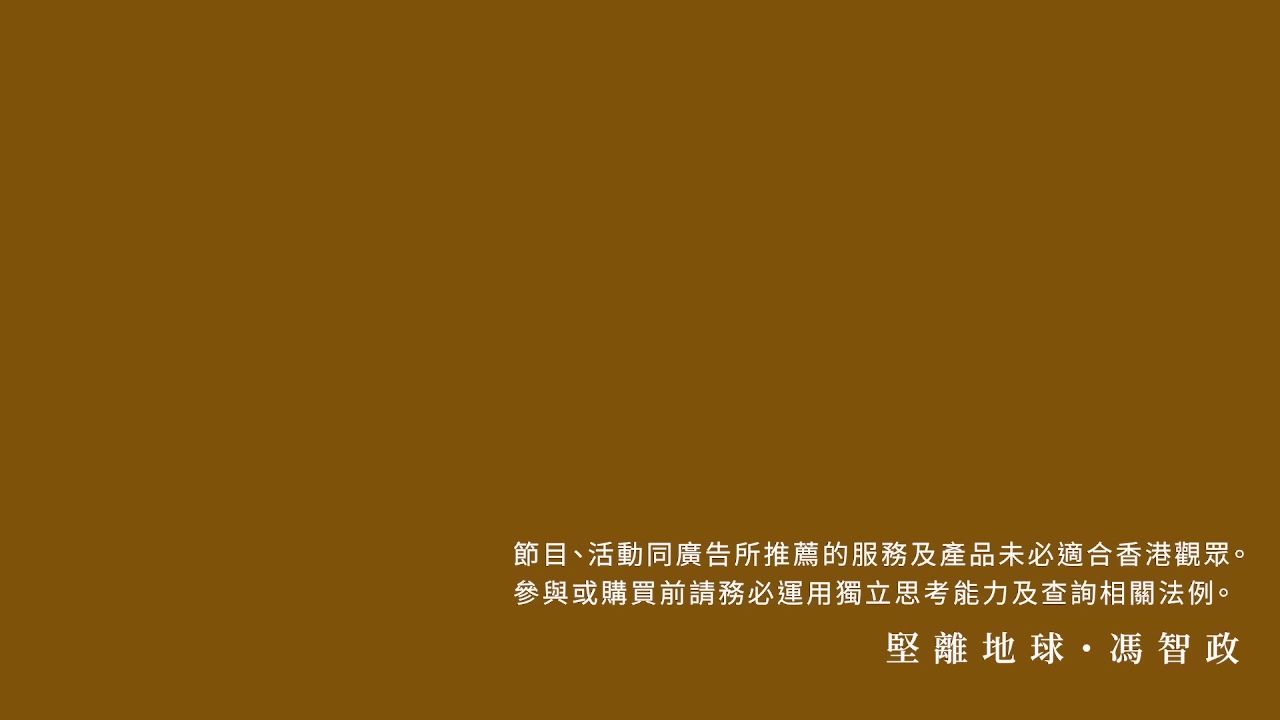 節目、活動同廣告所推薦的服務及產品未必適合香港觀眾。
參與或購買前請務必運用獨立思考能力及查詢相關法例。
堅離地球・馮智政